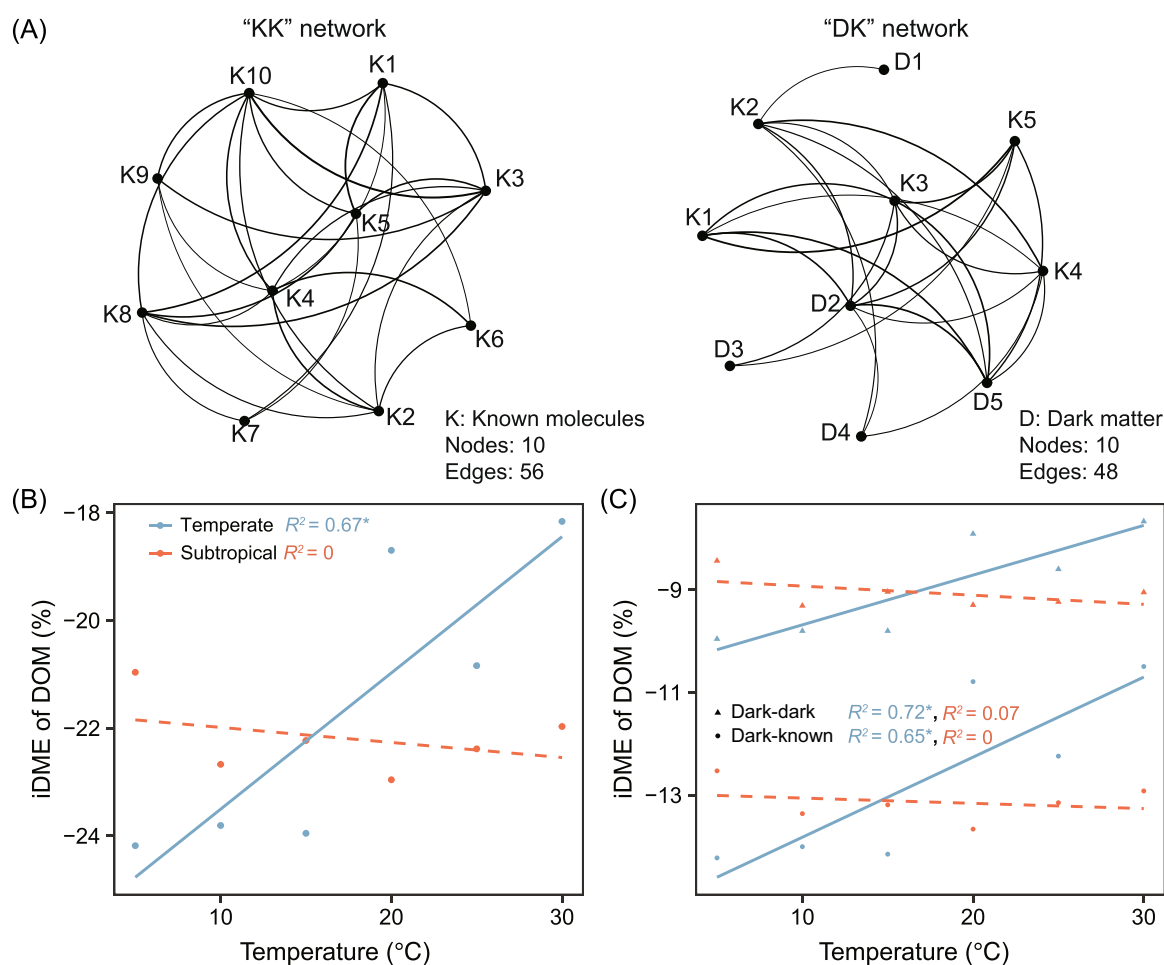 (A)
“KK” network
“DK” network
K10
K1
K9
K3
K5
K4
K8
K6
K7
K2
K: Known molecules
Nodes: 10
Edges: 56
D1
K2
K5
K3
K1
K4
D2
D3
D5
D4
D: Dark matter
Nodes: 10
Edges: 48
(B)
−18
−20
−22
−24
iDME of DOM (%)
Temperate R² = 0.67*
Subtropical R² = 0
10 20 30
Temperature (°C)
(C)
−9
−11
−13
iDME of DOM (%)
Dark-dark R² = 0.72*, R² = 0.07
Dark-known R² = 0.65*, R² = 0
10 20 30
Temperature (°C)